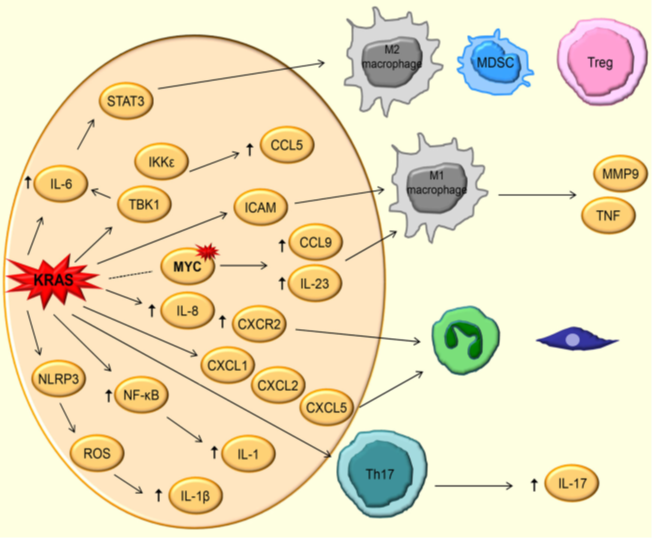 M2
macrophage
MDSC
Treg
STAT3
IKKε
CCL5
IL-6
TBK1
ICAM
M1
macrophage
MMP9
TNF
MYC
CCL9
IL-23
KRAS
IL-8
CXCR2
CXCL1
CXCL2
CXCL5
NLRP3
NF-κB
ROS
IL-1
IL-1β
Th17
IL-17